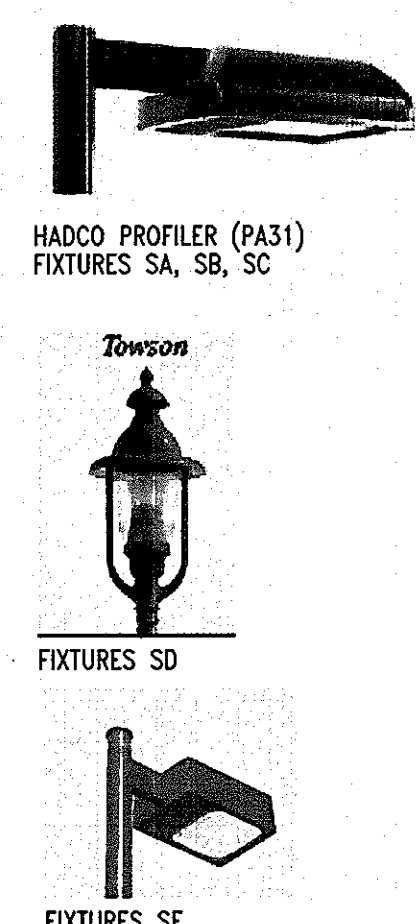 HADCO PROFILER (PA31)
FIXTURES SA, SB, SC
Towson
FIXTURES SD
FIXTURES SE